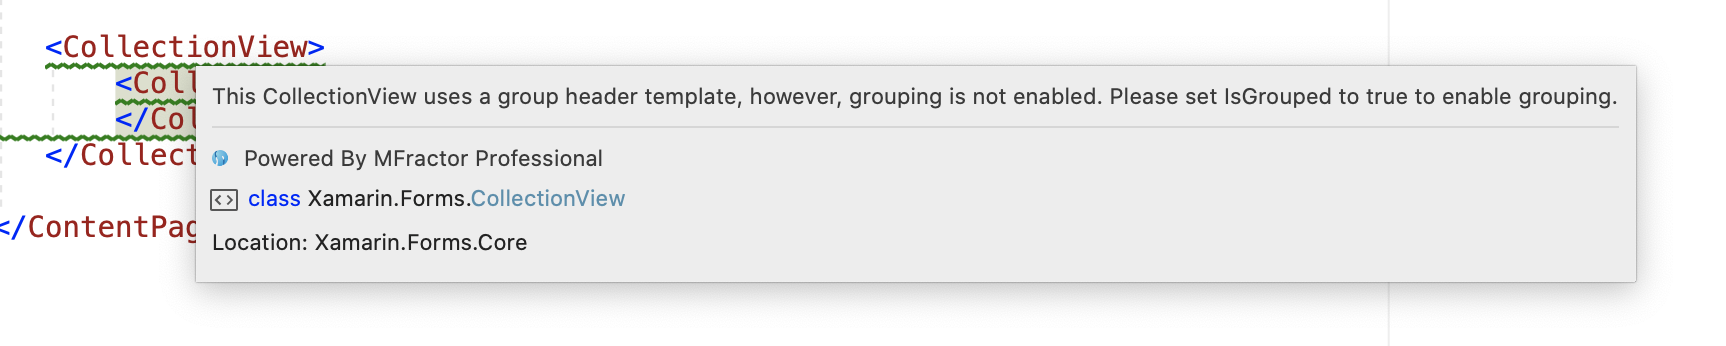 <CollectionView>
<Coll
This CollectionView uses a group header template, however, grouping is not enabled. Please set IsGrouped to true to enable grouping.
</Col
</Collect
Powered By MFractor Professional
<> class Xamarin.Forms.CollectionView
</ContentPag
Location: Xamarin.Forms.Core